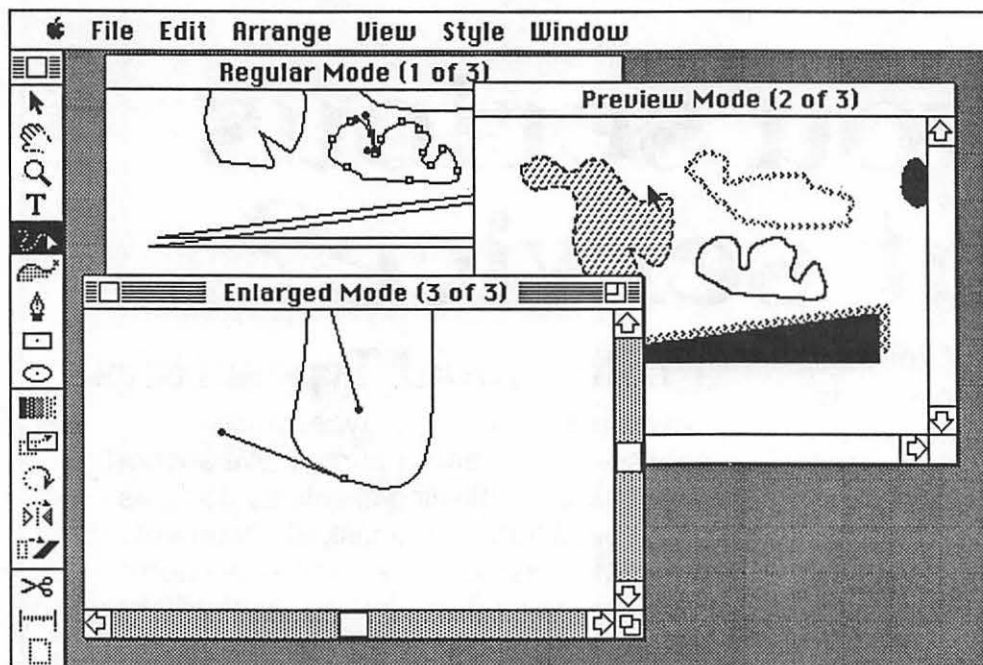 File Edit Arrange View Style Window
Regular Mode (1 of 3)
Preview Mode (2 of 3)
T
Enlarged Mode (3 of 3)